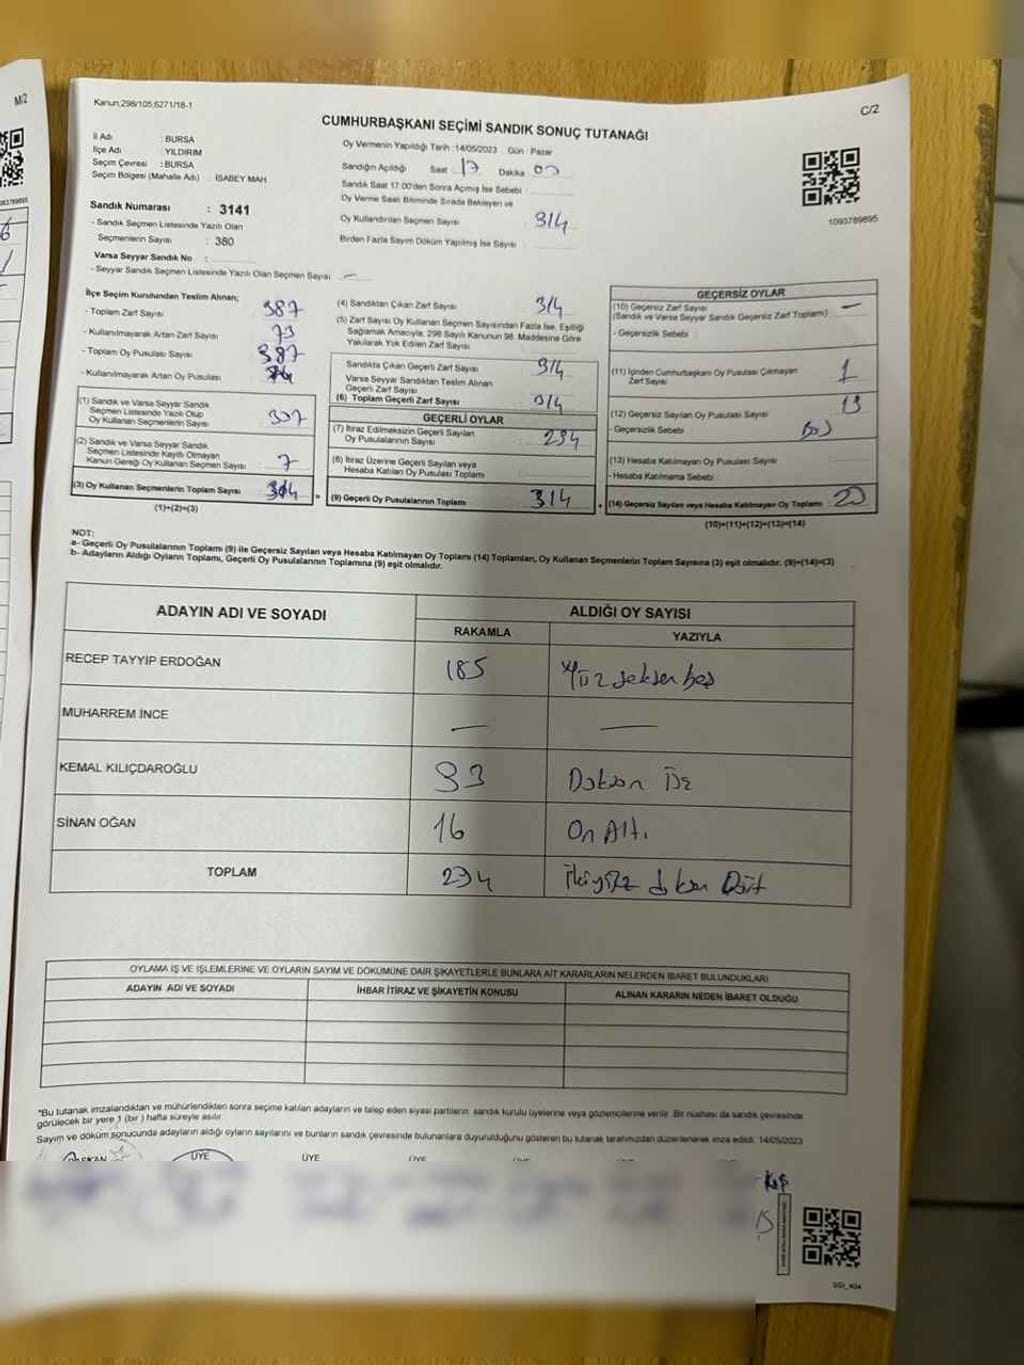 M/2
Kanun,298/105,6271/18-1
C/2
CUMHURBAŞKANI SEÇİMİ SANDIK SONUÇ TUTANAĞI
İl Adı : BURSA
İlçe Adı : YILDIRIM
Seçim Çevresi : BURSA
Seçim Bölgesi (Mahalle Adı) : İSABEY MAH
Oy Vermenin Yapıldığı Tarih :14/05/2023 Gün : Pazar
Sandığın Açıldığı Saat 17 Dakika 00
Sandık Saat 17:00'den Sonra Açılmış İse Sebebi :
Oy Verme Saati Bitiminde Sırada Bekleyen ve
Oy Kullandırılan Seçmen Sayısı : 314
Birden Fazla Sayım Döküm Yapılmış İse Sayısı :
1093789895
Sandık Numarası : 3141
- Sandık Seçmen Listesinde Yazılı Olan
Seçmenlerin Sayısı : 380
Varsa Seyyar Sandık No :
- Seyyar Sandık Seçmen Listesinde Yazılı Olan Seçmen Sayısı : —
İlçe Seçim Kurulundan Teslim Alınan;
- Toplam Zarf Sayısı : 387
- Kullanılmayarak Artan Zarf Sayısı : 73
- Toplam Oy Pusulası Sayısı : 387
- Kullanılmayarak Artan Oy Pusulası :
(1) Sandık ve Varsa Seyyar Sandık
Seçmen Listesinde Yazılı Olup
Oy Kullanan Seçmenlerin Sayısı : 307
(2) Sandık ve Varsa Seyyar Sandık
Seçmen Listesinde Kayıtlı Olmayan
Kanun Gereği Oy Kullanan Seçmen Sayısı : 7
(3) Oy Kullanan Seçmenlerin Toplam Sayısı : 314
(1)+(2)=(3)
(4) Sandıktan Çıkan Zarf Sayısı : 314
(5) Zarf Sayısı Oy Kullanan Seçmen Sayısından Fazla İse, Eşitliği
Sağlamak Amacıyla, 298 Sayılı Kanunun 98. Maddesine Göre
Yakılarak Yok Edilen Zarf Sayısı :
Sandıkta Çıkan Geçerli Zarf Sayısı : 314
Varsa Seyyar Sandıktan Teslim Alınan
Geçerli Zarf Sayısı :
(6) Toplam Geçerli Zarf Sayısı : 314
GEÇERLİ OYLAR
(7) İtiraz Edilmeksizin Geçerli Sayılan
Oy Pusulalarının Sayısı : 294
(8) İtiraz Üzerine Geçerli Sayılan veya
Hesaba Katılan Oy Pusulası Toplamı :
(9) Geçerli Oy Pusulalarının Toplamı : 314
GEÇERSİZ OYLAR
(10) Geçersiz Zarf Sayısı
(Sandık ve Varsa Seyyar Sandık Geçersiz Zarf Toplamı) : —
- Geçersizlik Sebebi :
(11) İçinden Cumhurbaşkanı Oy Pusulası Çıkmayan
Zarf Sayısı : 1
(12) Geçersiz Sayılan Oy Pusulası Sayısı : 19
- Geçersizlik Sebebi :
(13) Hesaba Katılmayan Oy Pusulası Sayısı :
- Hesaba Katılmama Sebebi :
(14) Geçersiz Sayılan veya Hesaba Katılmayan Oy Toplamı : 20
(10)+(11)+(12)+(13)=(14)
NOT:
a- Geçerli Oy Pusulalarının Toplamı (9) ile Geçersiz Sayılan veya Hesaba Katılmayan Oy Toplamı (14) Toplamları, Oy Kullanan Seçmenlerin Toplam Sayısına (3) eşit olmalıdır. (9)+(14)=(3)
b- Adayların Aldığı Oyların Toplamı, Geçerli Oy Pusulalarının Toplamına (9) eşit olmalıdır.
ADAYIN ADI VE SOYADI ALDIĞI OY SAYISI
RAKAMLA YAZIYLA
RECEP TAYYİP ERDOĞAN 185 Yüz seksen beş
MUHARREM İNCE — —
KEMAL KILIÇDAROĞLU 93 Doksan Üç
SİNAN OĞAN 16 On Altı
TOPLAM 294 İkiyüz doksan Dört
OYLAMA İŞ VE İŞLEMLERİNE VE OYLARIN SAYIM VE DÖKÜMÜNE DAİR ŞİKAYETLERLE BUNLARA AİT KARARLARIN NELERDEN İBARET BULUNDUKLARI
ADAYIN ADI VE SOYADI İHBAR İTİRAZ VE ŞİKAYETİN KONUSU ALINAN KARARIN NEDEN İBARET OLDUĞU
*Bu tutanak imzalandıktan ve mühürlendikten sonra seçime katılan adayların ve talep eden siyasi partilerin sandık kurulu üyelerine veya gözlemcilerine verilir. Bir nüshası da sandık çevresinde
görülecek bir yere 1 (bir) hafta süreyle asılır.
Sayım ve döküm sonucunda adayların aldığı oyların sayılarını ve bunların sandık çevresinde bulunanlara duyurulduğunu gösteren bu tutanak tarafımızdan düzenlenerek imza edildi. 14/05/2023
BAŞKAN ÜYE ÜYE ÜYE